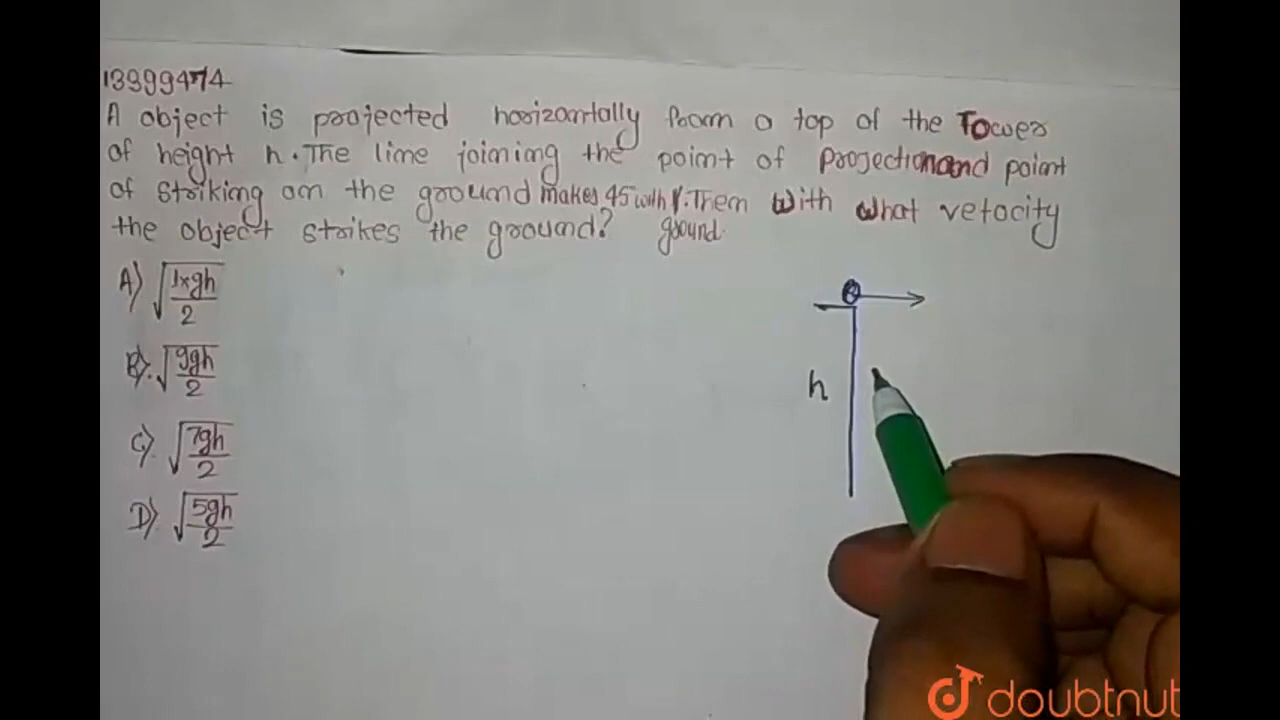 13999474
A object is projected horizontally from a top of the Tower
of height h. The line joining the point of Projection and point
of striking on the ground makes 45 with Y. Then with what velocity
the object strikes the ground? ground.
A) √1xgh/2
B). √9gh/2
C). √7gh/2
D). √5gh/2
h
doubtnut